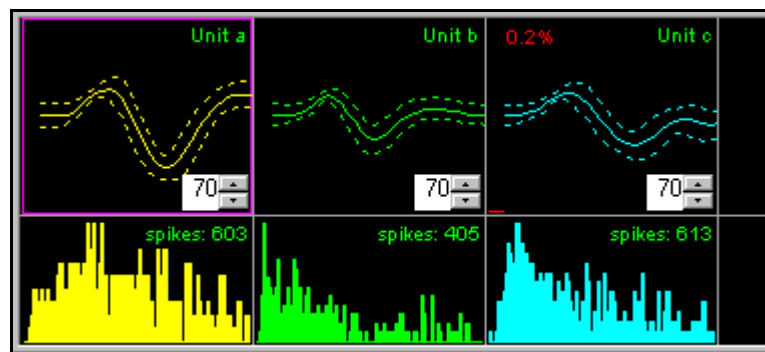 Unit a
Unit b
0.2% Unit c
70
70
70
spikes: 603
spikes: 405
spikes: 613